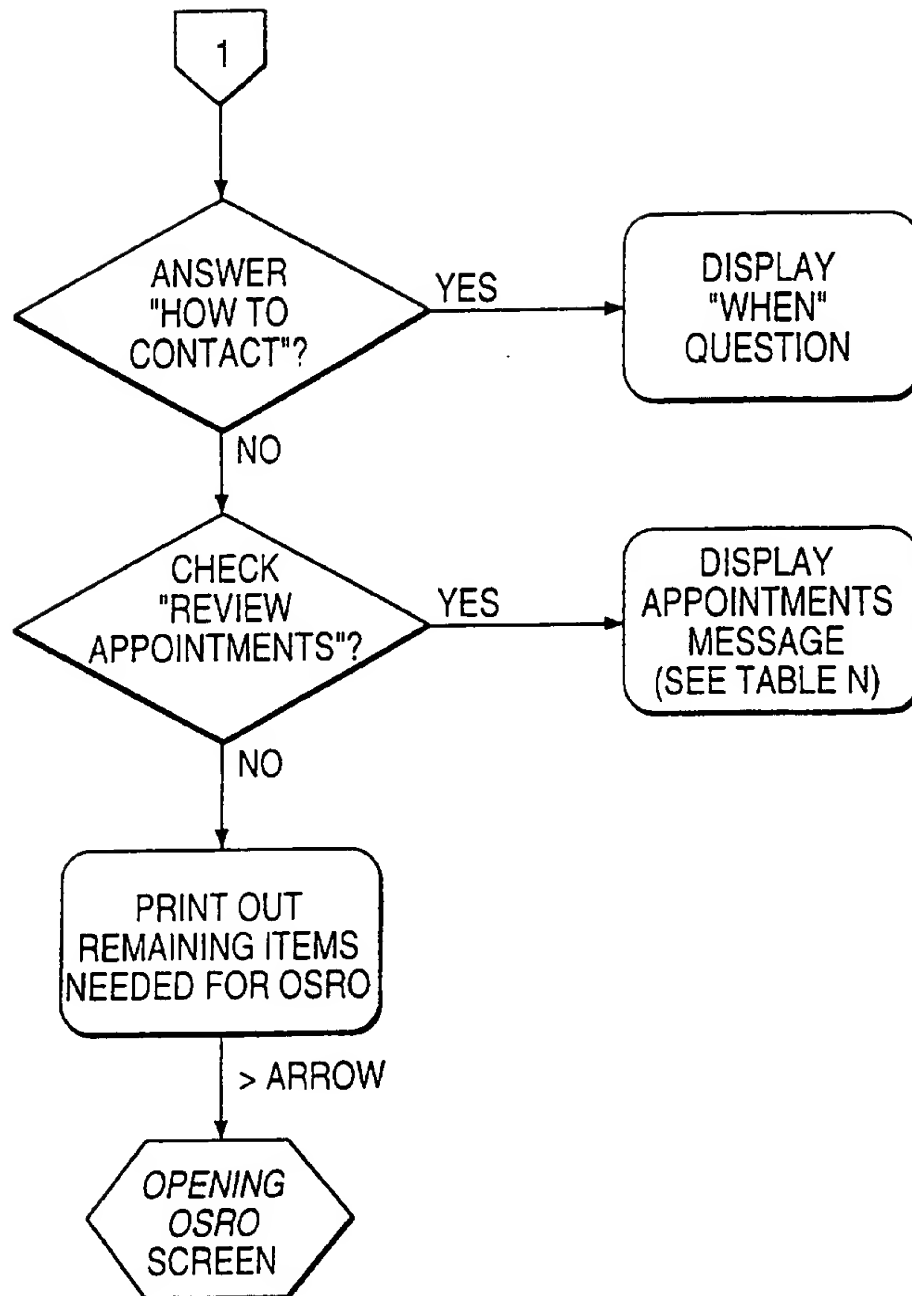 1
ANSWER
"HOW TO
CONTACT"?
YES
DISPLAY
"WHEN"
QUESTION
NO
CHECK
"REVIEW
APPOINTMENTS"?
YES
DISPLAY
APPOINTMENTS
MESSAGE
(SEE TABLE N)
NO
PRINT OUT
REMAINING ITEMS
NEEDED FOR OSRO
> ARROW
OPENING
OSRO
SCREEN